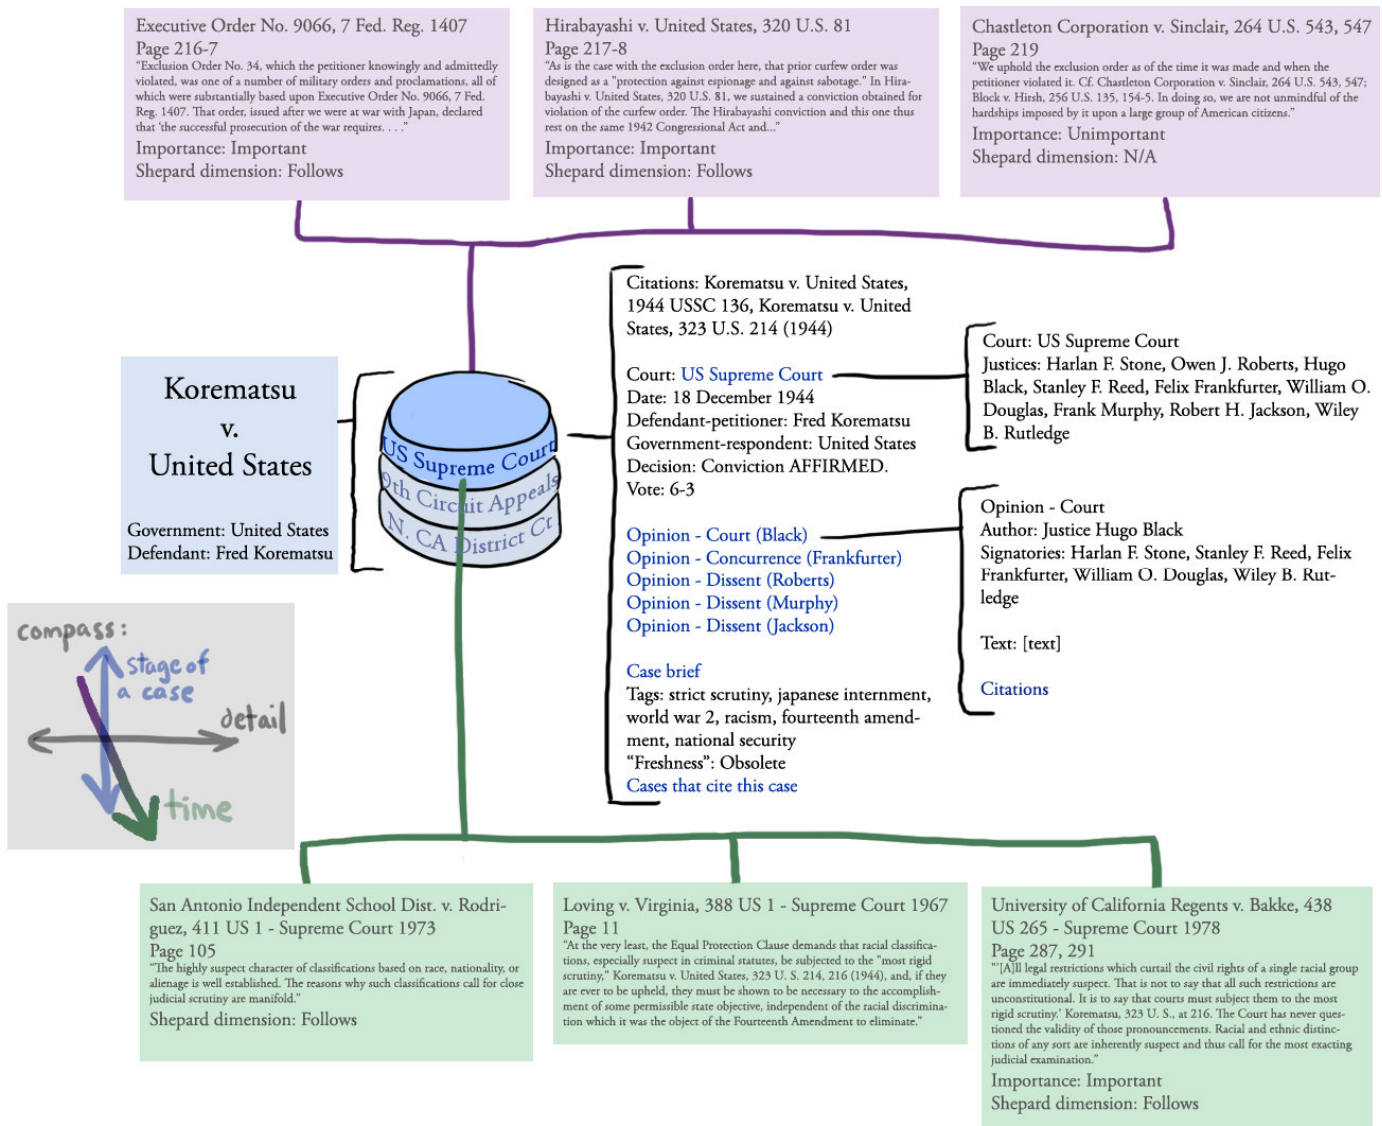 Executive Order No. 9066, 7 Fed. Reg. 1407
Page 216-7
“Exclusion Order No. 34, which the petitioner knowingly and admittedly
violated, was one of a number of military orders and proclamations, all of
which were substantially based upon Executive Order No. 9066, 7 Fed.
Reg. 1407. That order, issued after we were at war with Japan, declared
that ‘the successful prosecution of the war requires. . . .”
Importance: Important
Shepard dimension: Follows
Hirabayashi v. United States, 320 U.S. 81
Page 217-8
“As is the case with the exclusion order here, that prior curfew order was
designed as a "protection against espionage and against sabotage." In Hira-
bayashi v. United States, 320 U.S. 81, we sustained a conviction obtained for
violation of the curfew order. The Hirabayashi conviction and this one thus
rest on the same 1942 Congressional Act and...”
Importance: Important
Shepard dimension: Follows
Chastleton Corporation v. Sinclair, 264 U.S. 543, 547
Page 219
“We uphold the exclusion order as of the time it was made and when the
petitioner violated it. Cf. Chastleton Corporation v. Sinclair, 264 U.S. 543, 547;
Block v. Hirsh, 256 U.S. 135, 154-5. In doing so, we are not unmindful of the
hardships imposed by it upon a large group of American citizens.”
Importance: Unimportant
Shepard dimension: N/A
Korematsu
v.
United States
Government: United States
Defendant: Fred Korematsu
US Supreme Court
9th Circuit Appeals
N. CA District Ct
Citations: Korematsu v. United States,
1944 USSC 136, Korematsu v. United
States, 323 U.S. 214 (1944)
Court: US Supreme Court
Date: 18 December 1944
Defendant-petitioner: Fred Korematsu
Government-respondent: United States
Decision: Conviction AFFIRMED.
Vote: 6-3
Opinion - Court (Black)
Opinion - Concurrence (Frankfurter)
Opinion - Dissent (Roberts)
Opinion - Dissent (Murphy)
Opinion - Dissent (Jackson)
Case brief
Tags: strict scrutiny, japanese internment,
world war 2, racism, fourteenth amend-
ment, national security
“Freshness”: Obsolete
Cases that cite this case
Court: US Supreme Court
Justices: Harlan F. Stone, Owen J. Roberts, Hugo
Black, Stanley F. Reed, Felix Frankfurter, William O.
Douglas, Frank Murphy, Robert H. Jackson, Wiley
B. Rutledge
Opinion - Court
Author: Justice Hugo Black
Signatories: Harlan F. Stone, Stanley F. Reed, Felix
Frankfurter, William O. Douglas, Wiley B. Rut-
ledge
Text: [text]
Citations
compass:
stage of
a case
detail
time
San Antonio Independent School Dist. v. Rodri-
guez, 411 US 1 - Supreme Court 1973
Page 105
“The highly suspect character of classifications based on race, nationality, or
alienage is well established. The reasons why such classifications call for close
judicial scrutiny are manifold.”
Shepard dimension: Follows
Loving v. Virginia, 388 US 1 - Supreme Court 1967
Page 11
“At the very least, the Equal Protection Clause demands that racial classifica-
tions, especially suspect in criminal statutes, be subjected to the "most rigid
scrutiny," Korematsu v. United States, 323 U. S. 214, 216 (1944), and, if they
are ever to be upheld, they must be shown to be necessary to the accomplish-
ment of some permissible state objective, independent of the racial discrimina-
tion which it was the object of the Fourteenth Amendment to eliminate.”
University of California Regents v. Bakke, 438
US 265 - Supreme Court 1978
Page 287, 291
“‘[A]ll legal restrictions which curtail the civil rights of a single racial group
are immediately suspect. That is not to say that all such restrictions are
unconstitutional. It is to say that courts must subject them to the most
rigid scrutiny.’ Korematsu, 323 U. S., at 216. The Court has never ques-
tioned the validity of those pronouncements. Racial and ethnic distinc-
tions of any sort are inherently suspect and thus call for the most exacting
judicial examination.”
Importance: Important
Shepard dimension: Follows